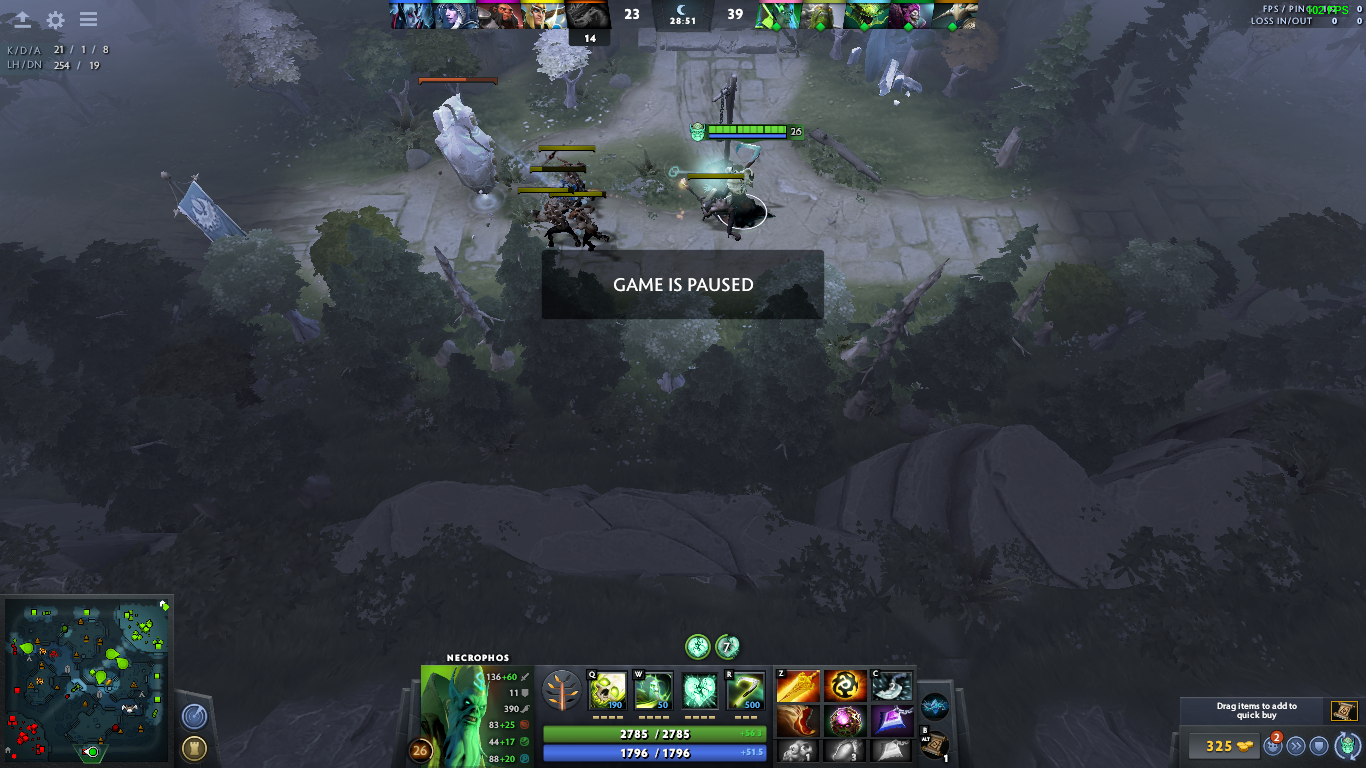 23 28:51 39
14
FPS / PING
LOSS IN/OUT 0 0
K/D/A 21 / 1 / 8
LH/DN 254 / 19
26
GAME IS PAUSED
7
NECROPHOS
136+60
11
390
83+25
44+17
88+20
26
Q 190
W 50
R 500
2785 / 2785 +56.3
1796 / 1796 +51.5
Z
C
1
3
B
ALT
1
Drag items to add to
quick buy
325
2